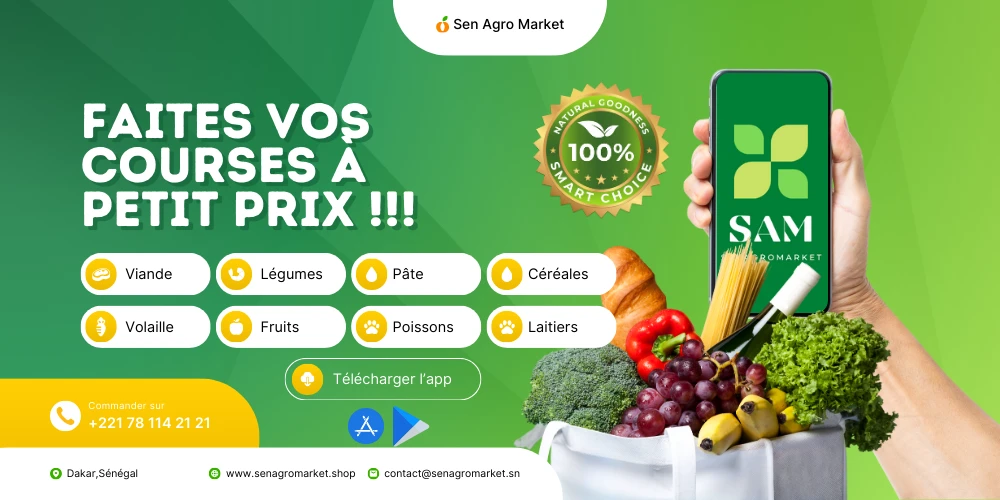 Sen Agro Market
FAITES VOS
COURSES À
PETIT PRIX !!!
NATURAL GOODNESS
100%
SMART CHOICE
SAM
AGROMARKET
Viande
Légumes
Pâte
Céréales
Volaille
Fruits
Poissons
Laitiers
Télécharger l'app
Commander sur
+221 78 114 21 21
Dakar,Sénégal
www.senagromarket.shop
contact@senagromarket.sn